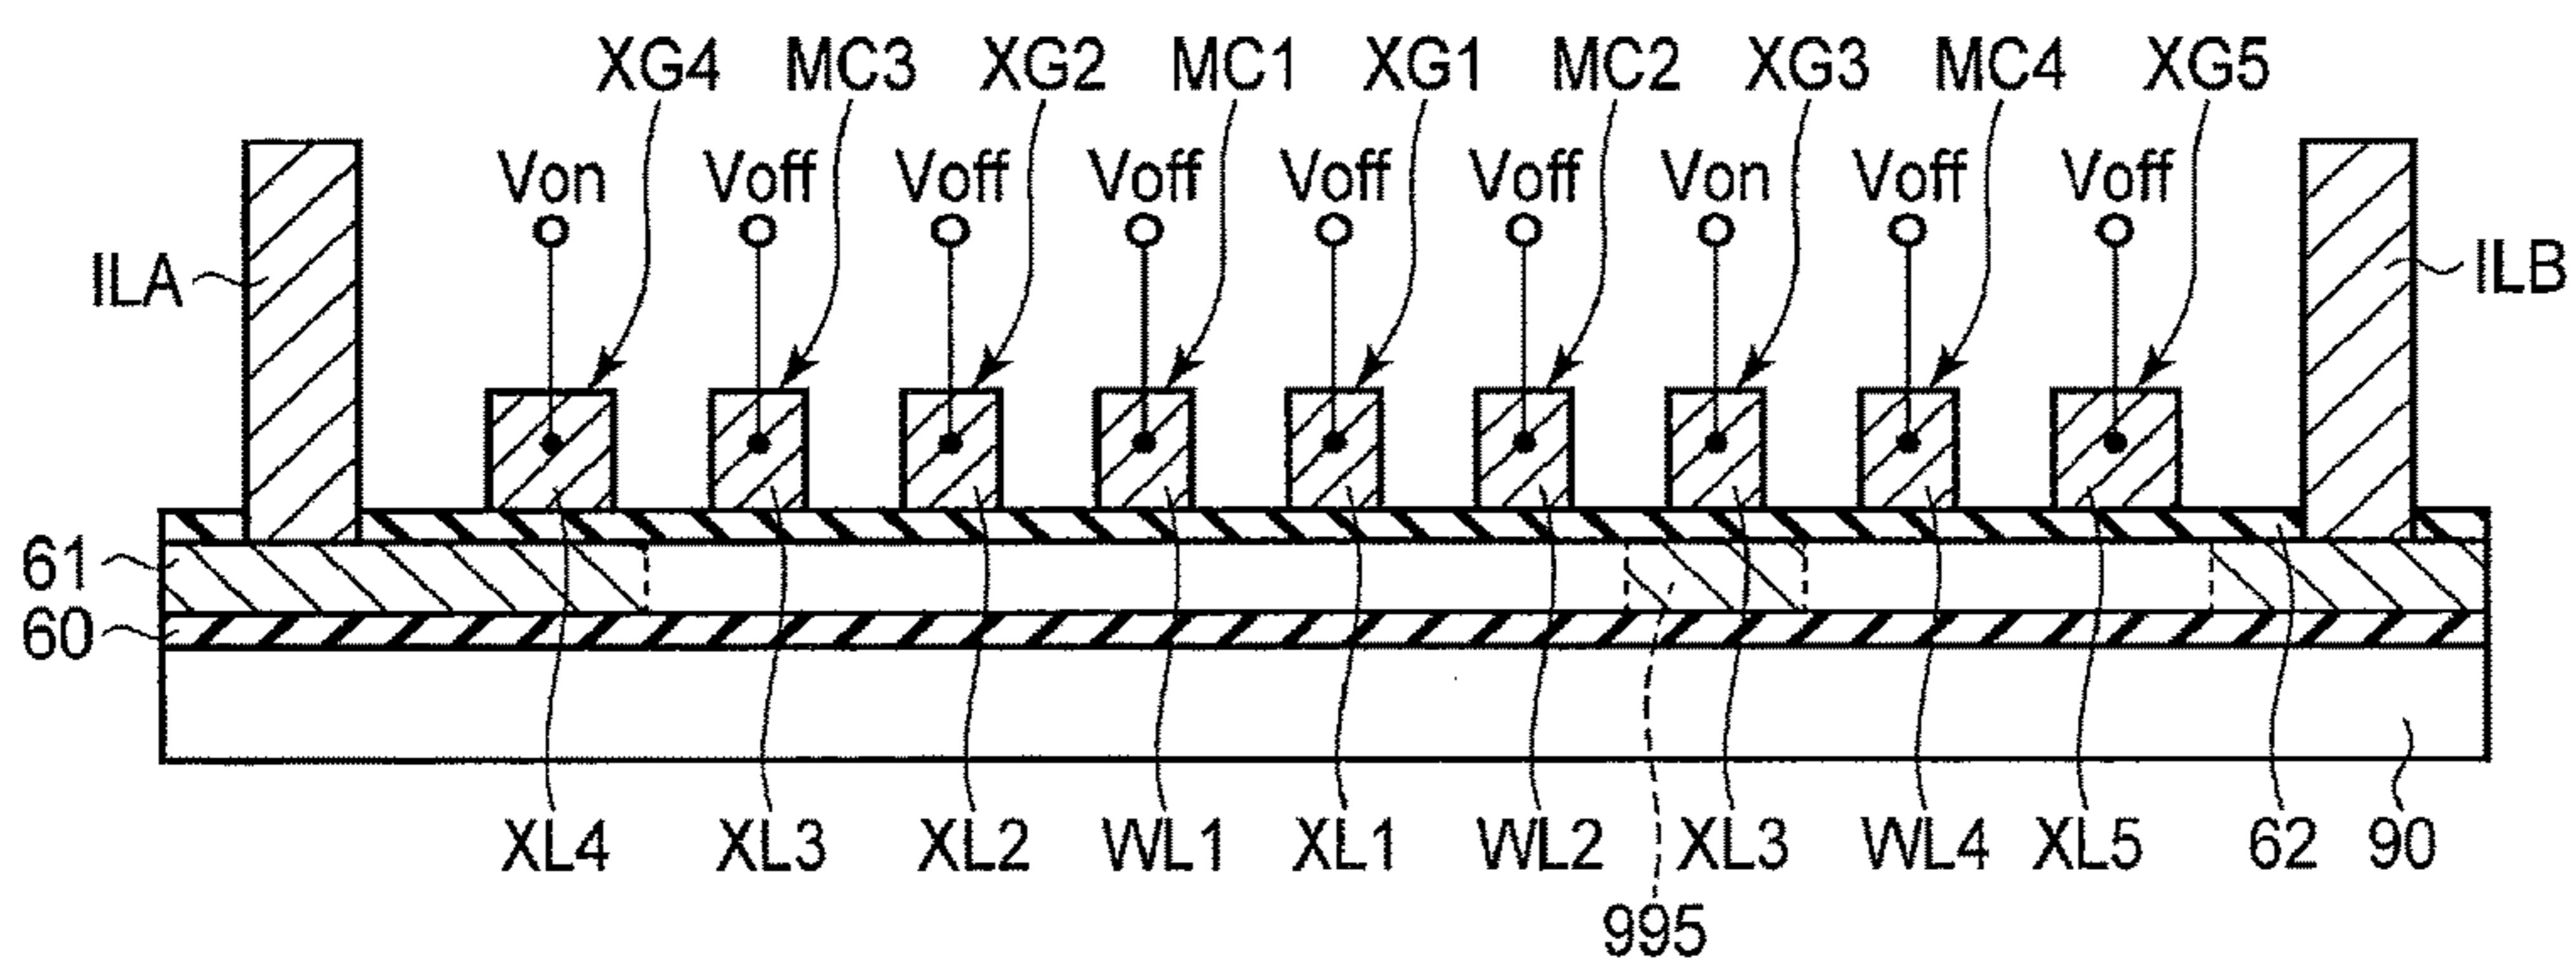 XG4 MC3 XG2 MC1 XG1 MC2 XG3 MC4 XG5
Von Voff Voff Voff Voff Voff Von Voff Voff
ILA ILB
61
60
XL4 XL3 XL2 WL1 XL1 WL2 XL3 WL4 XL5 62 90
995